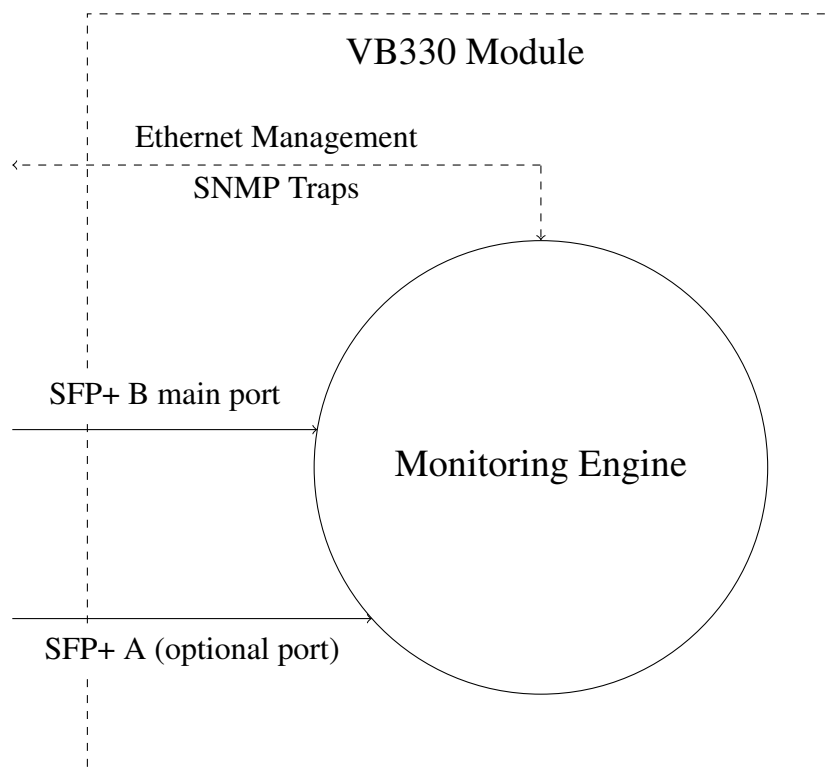 VB330 Module
Ethernet Management
SNMP Traps
SFP+ B main port
Monitoring Engine
SFP+ A (optional port)